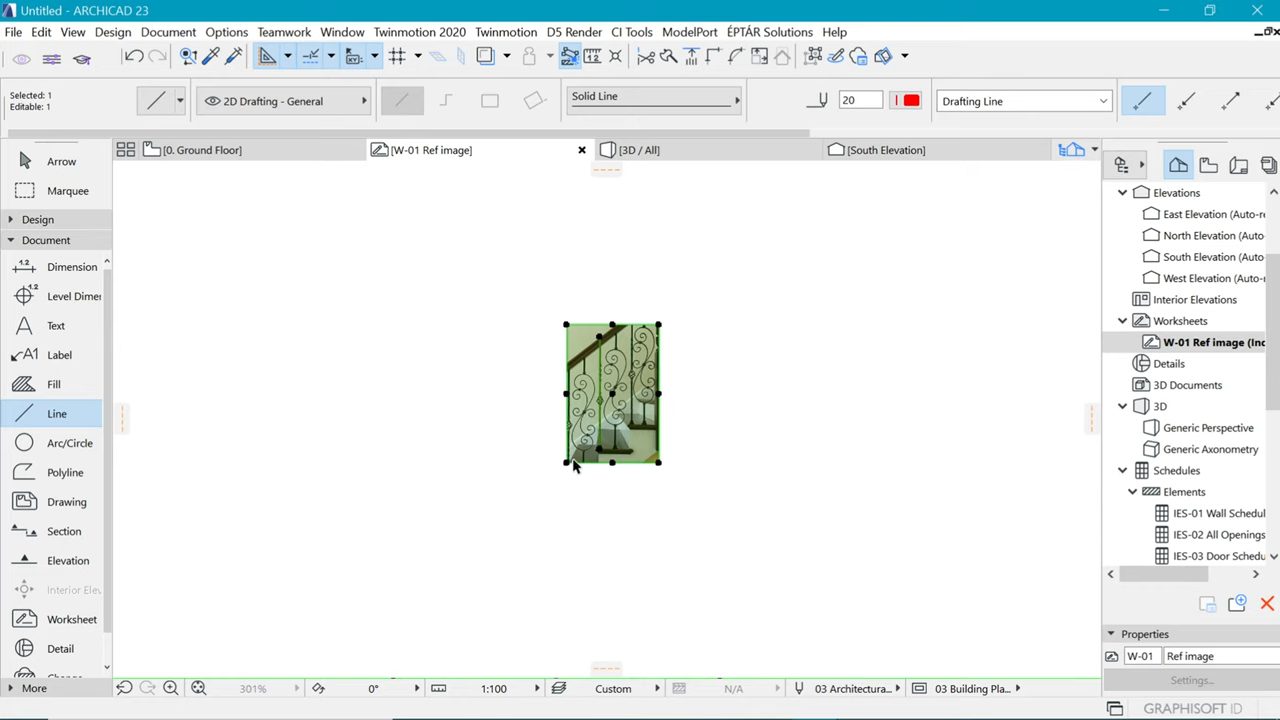 Untitled - ARCHICAD 23
File Edit View Design Document Options Teamwork Window Twinmotion 2020 Twinmotion D5 Render CI Tools ModelPort ÉPTÁR Solutions Help
Selected: 1
Editable: 1
2D Drafting - General
Solid Line
20
Drafting Line
[0. Ground Floor]
[W-01 Ref image]
[3D / All]
[South Elevation]
Arrow
Marquee
Design
Document
Dimension
Level Dime
Text
Label
Fill
Line
Arc/Circle
Polyline
Drawing
Section
Elevation
Interior Ele
Worksheet
Detail
More
Elevations
East Elevation (Auto-re
North Elevation (Auto
South Elevation (Auto-
West Elevation (Auto-
Interior Elevations
Worksheets
W-01 Ref image (Ind
Details
3D Documents
3D
Generic Perspective
Generic Axonometry
Schedules
Elements
IES-01 Wall Schedul
IES-02 All Openings
IES-03 Door Schedu
Properties
W-01 Ref image
Settings...
301% 0° 1:100 Custom N/A 03 Architectura... 03 Building Pla...
GRAPHISOFT ID